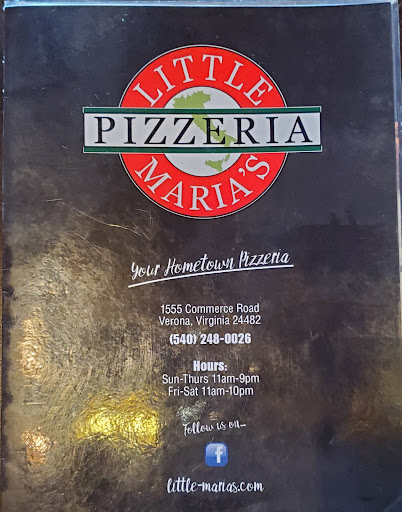 LITTLE
PIZZERIA
MARIA'S
Your Hometown Pizzeria
1555 Commerce Road
Verona, Virginia 24482
(540) 248-0026
Hours:
Sun-Thurs 11am-9pm
Fri-Sat 11am-10pm
Follow us on...
f
little-marias.com